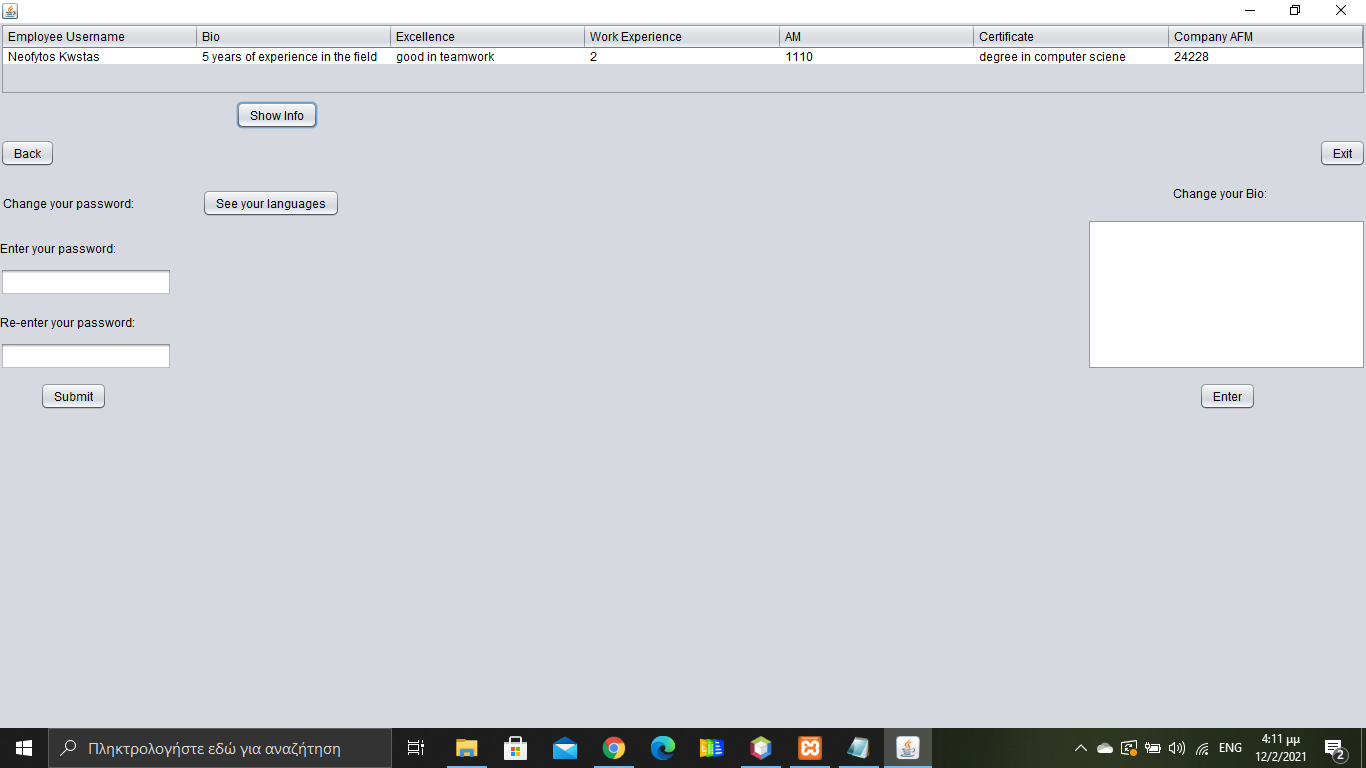 Employee Username Bio Excellence Work Experience AM Certificate Company AFM
Neofytos Kwstas 5 years of experience in the field good in teamwork 2 1110 degree in computer sciene 24228
Show Info
Back Exit
Change your password: See your languages Change your Bio:
Enter your password:
Re-enter your password:
Submit Enter
Πληκτρολογήστε εδώ για αναζήτηση ENG 4:11 μμ
12/2/2021 2